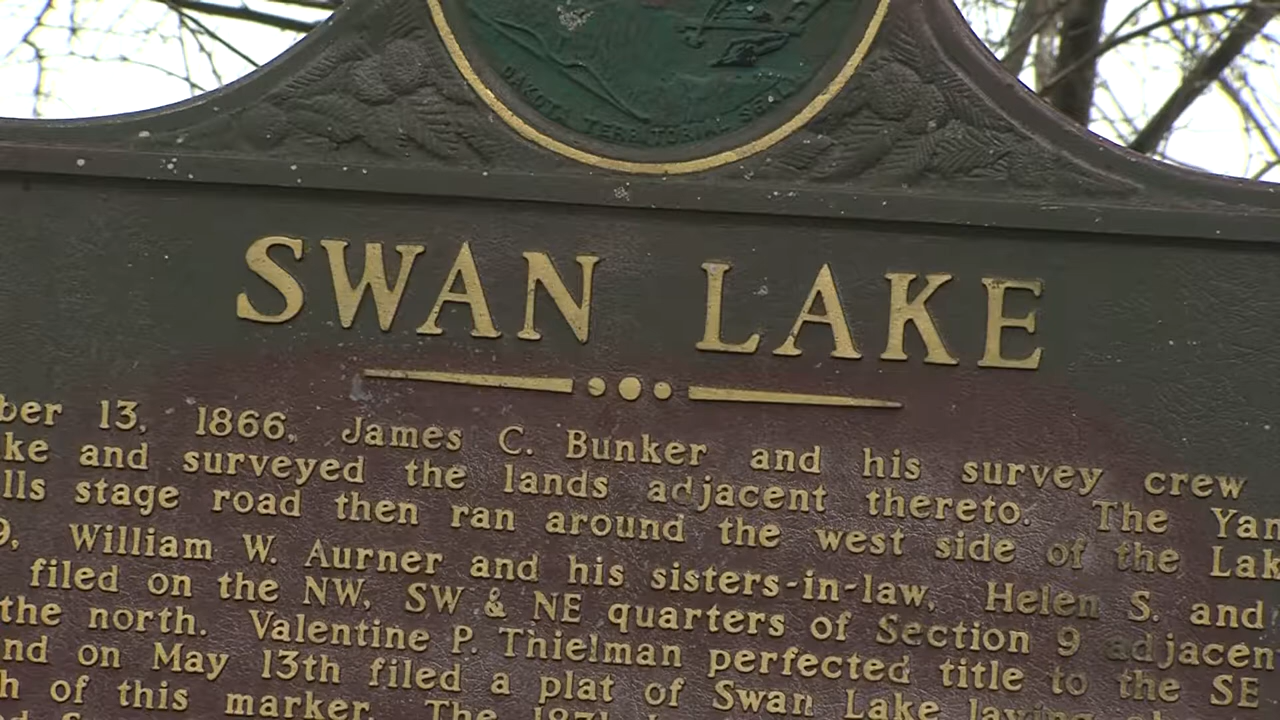 DAKOTA TERRITORIAL SEAL
SWAN LAKE
ber 13, 1866, James C. Bunker and his survey crew
ke and surveyed the lands adjacent thereto. The Yan
lls stage road then ran around the west side of the Lak
9, William W. Aurner and his sisters-in-law, Helen S. and
filed on the NW, SW & NE quarters of Section 9 adjacen
the north. Valentine P. Thielman perfected title to the SE
nd on May 13th filed a plat of Swan Lake laying
h of this marker. The 1871